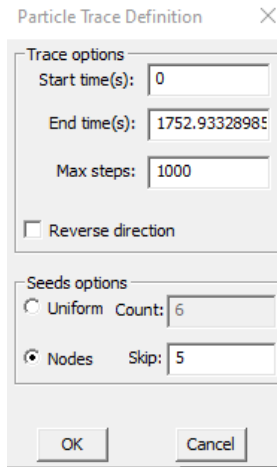 Particle Trace Definition
Trace options
Start time(s): 0
End time(s): 1752.93328985
Max steps: 1000
Reverse direction
Seeds options
Uniform Count: 6
Nodes Skip: 5
OK Cancel